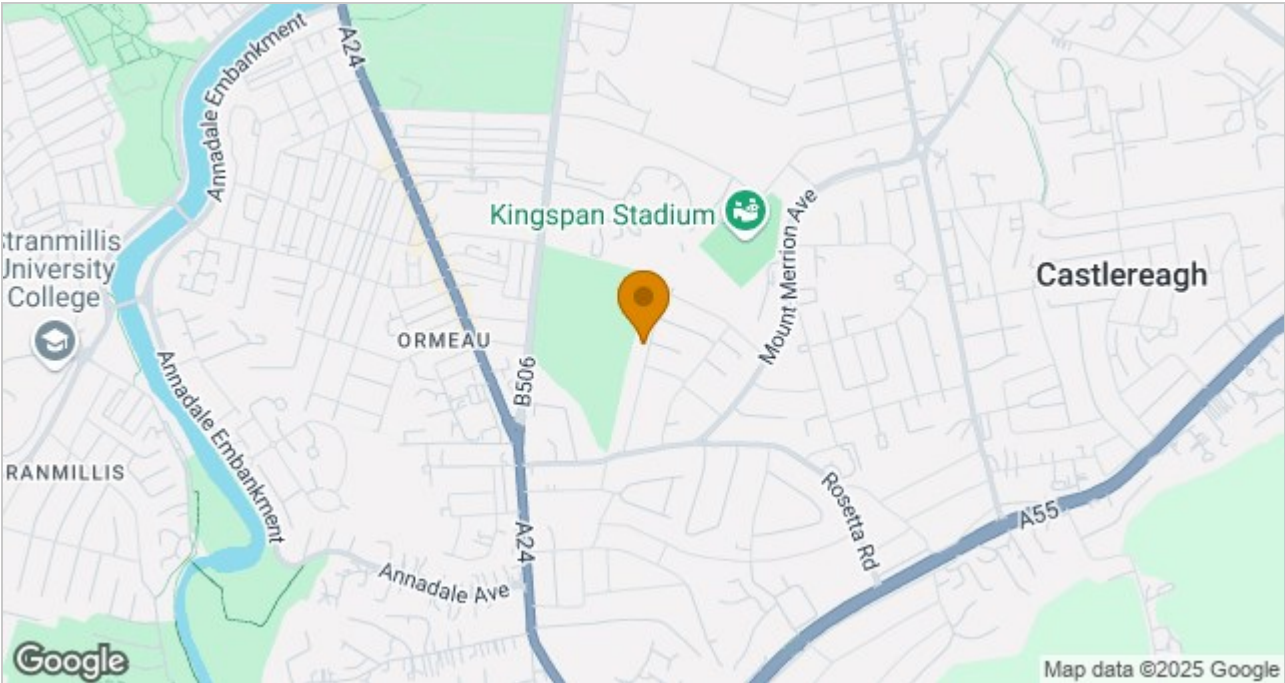 Annadale Embankment
A24
Kingspan Stadium
Mount Merrion Ave
Castlereagh
tranmillis
University
College
ORMEAU
B506
Annadale Embankment
RANMILLIS
Rosetta Rd
A55
A24
Annadale Ave
Google
Map data ©2025 Google